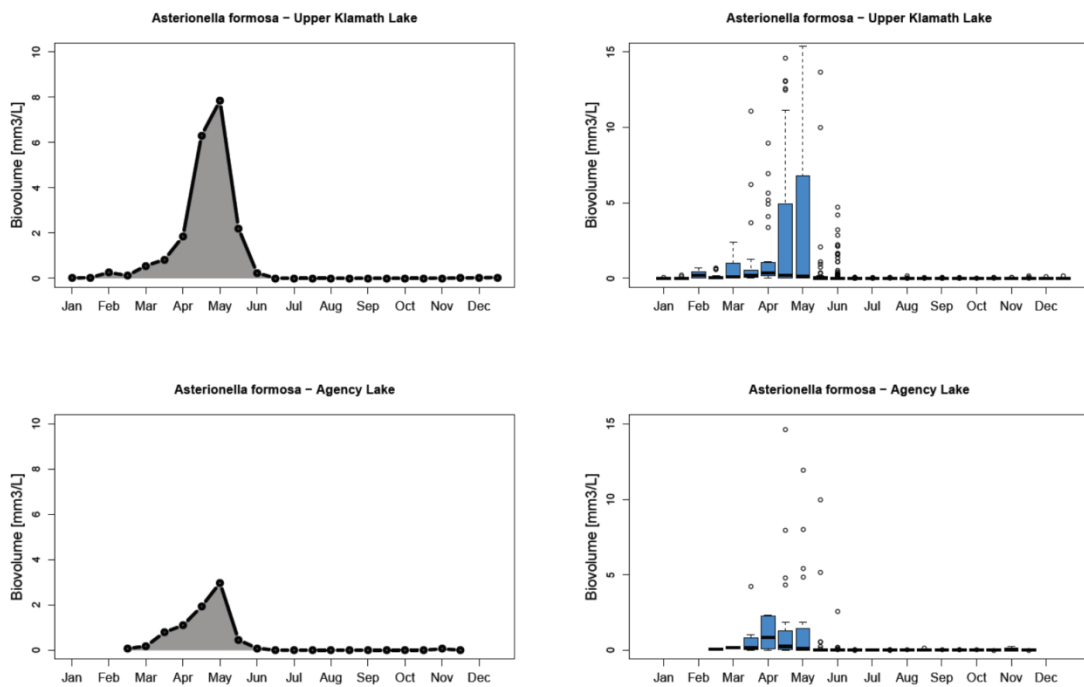 Asterionella formosa − Upper Klamath Lake
Biovolume [mm3/L]
10
8
6
4
2
0
Jan Feb Mar Apr May Jun Jul Aug Sep Oct Nov Dec
Asterionella formosa − Upper Klamath Lake
Biovolume [mm3/L]
15
10
5
0
Jan Feb Mar Apr May Jun Jul Aug Sep Oct Nov Dec
Asterionella formosa − Agency Lake
Biovolume [mm3/L]
10
8
6
4
2
0
Jan Feb Mar Apr May Jun Jul Aug Sep Oct Nov Dec
Asterionella formosa − Agency Lake
Biovolume [mm3/L]
15
10
5
0
Jan Feb Mar Apr May Jun Jul Aug Sep Oct Nov Dec